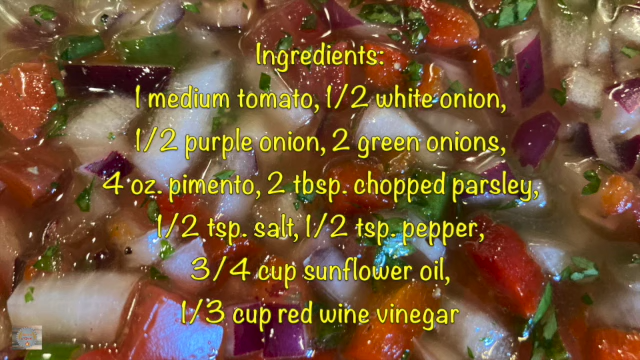 Ingredients:
1 medium tomato, 1/2 white onion,
1/2 purple onion, 2 green onions,
4 oz. pimento, 2 tbsp. chopped parsley,
1/2 tsp. salt, 1/2 tsp. pepper,
3/4 cup sunflower oil,
1/3 cup red wine vinegar